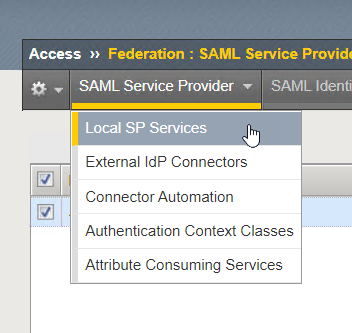 Access ›› Federation : SAML Service Provide
SAML Service Provider SAML Identi
Local SP Services
External IdP Connectors
Connector Automation
Authentication Context Classes
Attribute Consuming Services